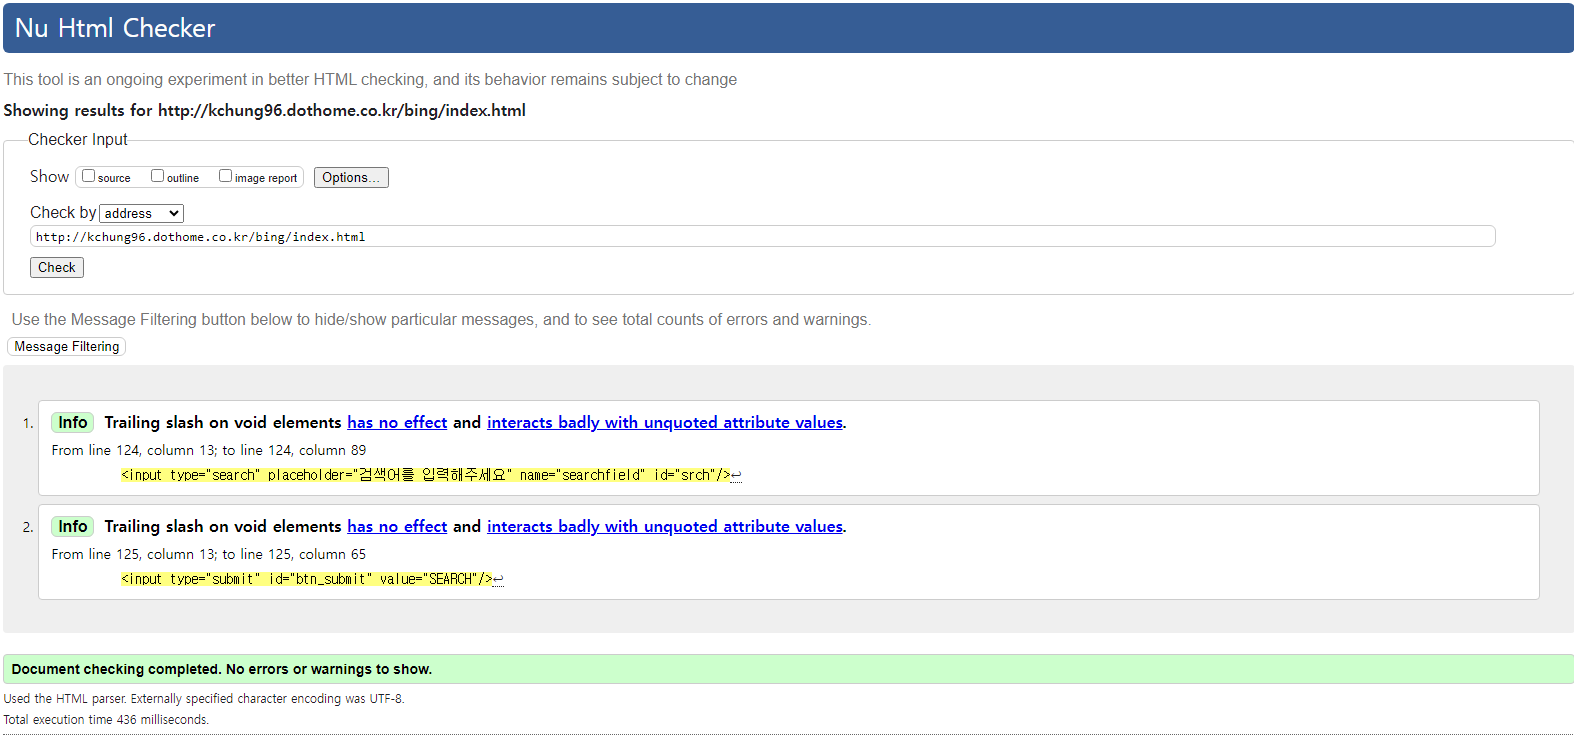 Nu Html Checker
This tool is an ongoing experiment in better HTML checking, and its behavior remains subject to change
Showing results for http://kchung96.dothome.co.kr/bing/index.html
Checker Input
Show source outline image report Options...
Check by address
http://kchung96.dothome.co.kr/bing/index.html
Check
Use the Message Filtering button below to hide/show particular messages, and to see total counts of errors and warnings.
Message Filtering
1. Info Trailing slash on void elements has no effect and interacts badly with unquoted attribute values.
From line 124, column 13; to line 124, column 89
<input type="search" placeholder="검색어를 입력해주세요" name="searchfield" id="srch"/>↩
2. Info Trailing slash on void elements has no effect and interacts badly with unquoted attribute values.
From line 125, column 13; to line 125, column 65
<input type="submit" id="btn_submit" value="SEARCH"/>↩
Document checking completed. No errors or warnings to show.
Used the HTML parser. Externally specified character encoding was UTF-8.
Total execution time 436 milliseconds.